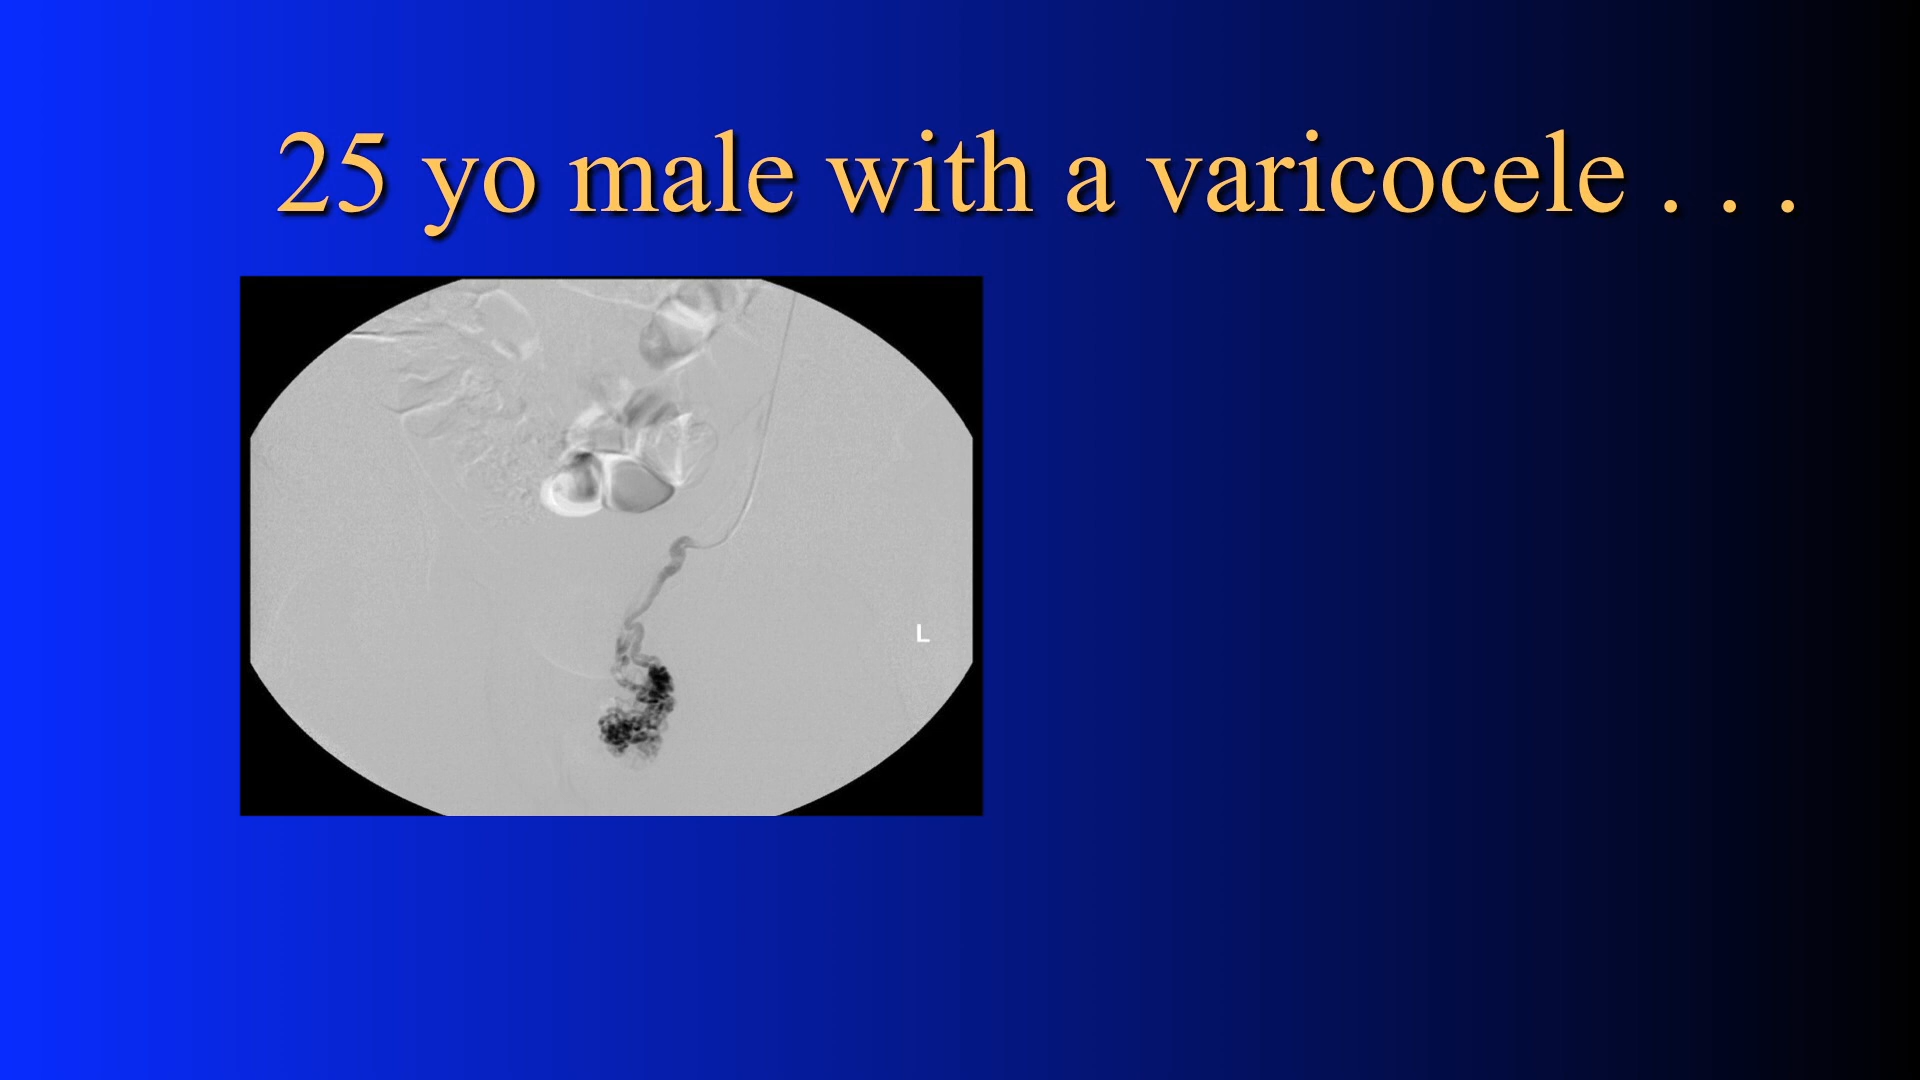 25 yo male with a varicocele . . .
L